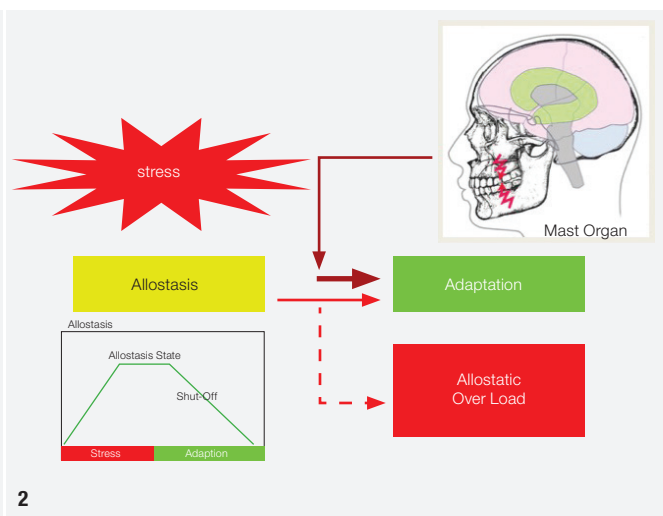 stress
Mast Organ
Allostasis
Adaptation
Allostasis
Allostasis State
Shut-Off
Stress
Adaption
Allostatic
Over Load
2